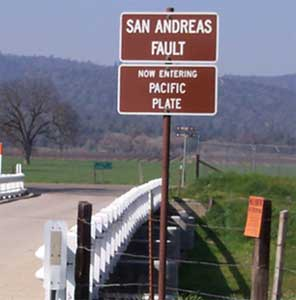 SAN ANDREAS
FAULT
NOW ENTERING
PACIFIC
PLATE